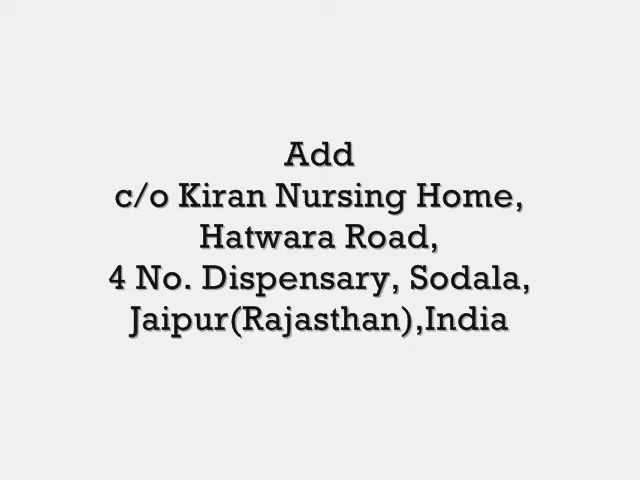 Add
c/o Kiran Nursing Home,
Hatwara Road,
4 No. Dispensary, Sodala,
Jaipur(Rajasthan),India